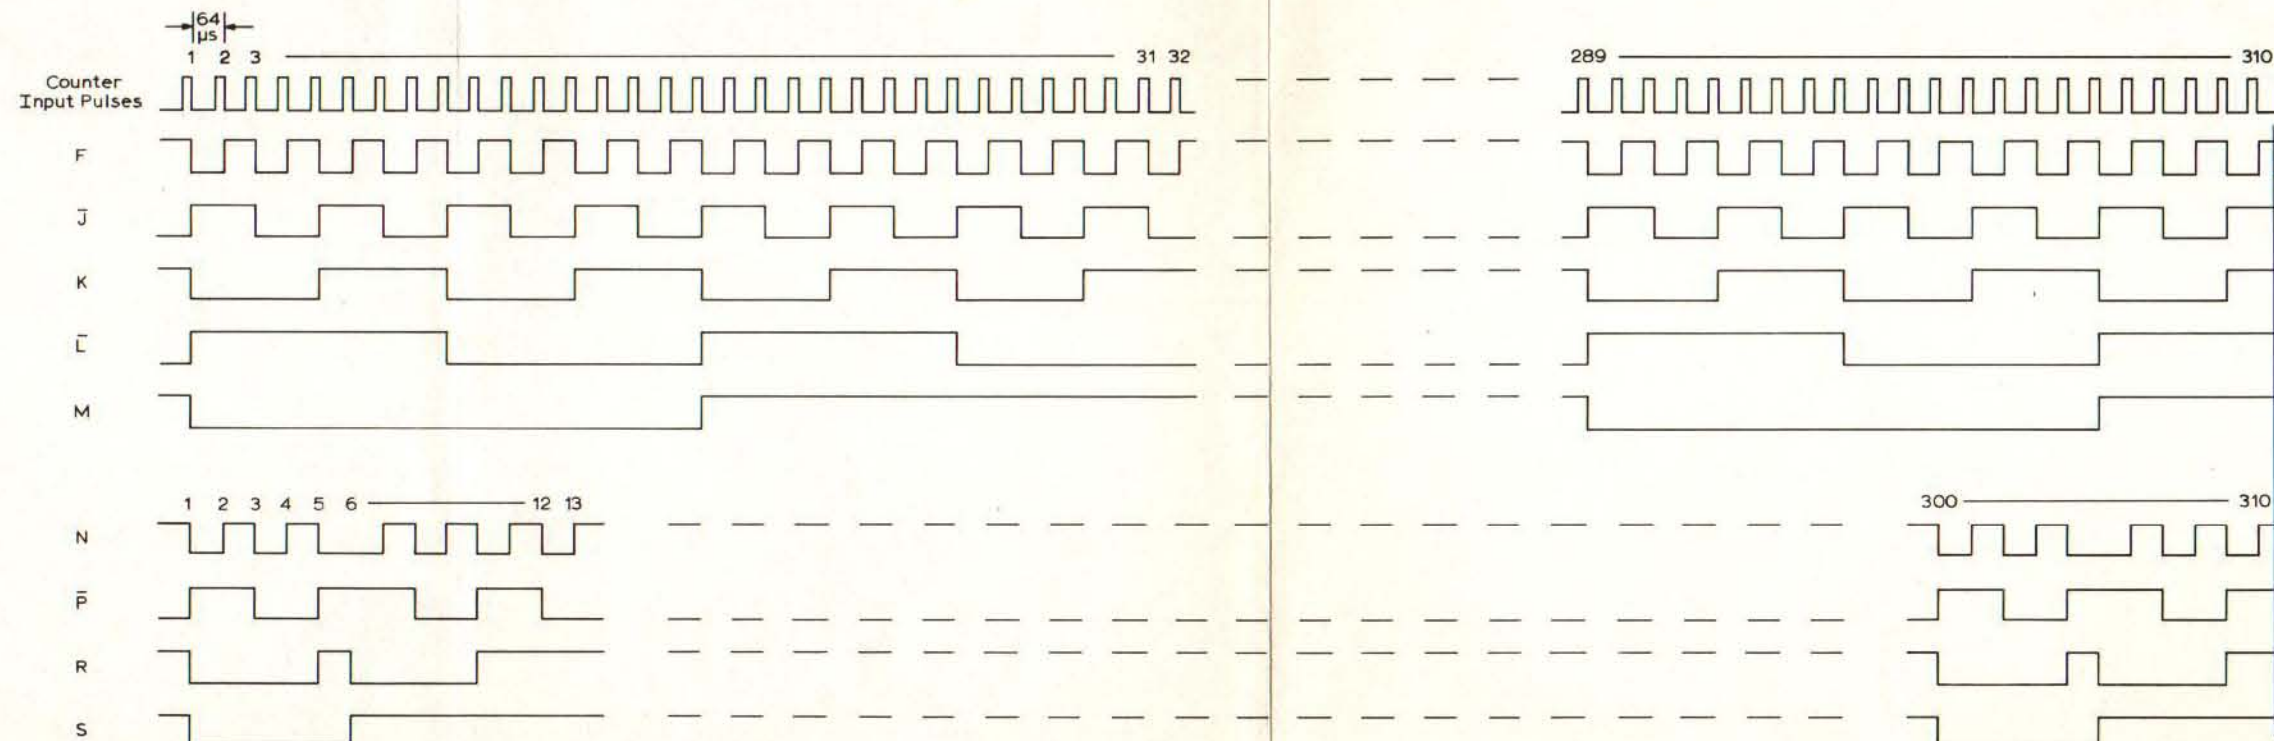 64
µs
1 2 3 31 32 289 310
Counter
Input Pulses
F
J̄
K
L̄
M
1 2 3 4 5 6 12 13 300 310
N
P̄
R
S